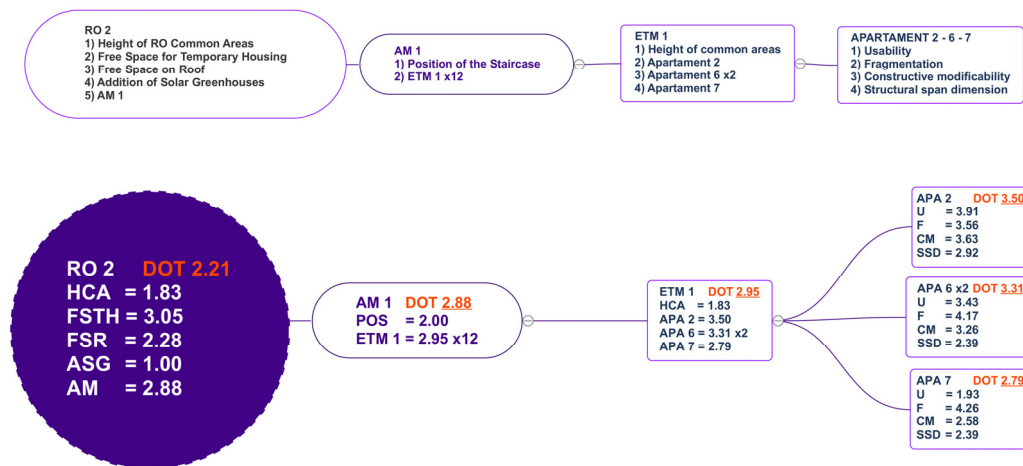 RO 2
1) Height of RO Common Areas
2) Free Space for Temporary Housing
3) Free Space on Roof
4) Addition of Solar Greenhouses
5) AM 1
AM 1
1) Position of the Staircase
2) ETM 1 x12
ETM 1
1) Height of common areas
2) Apartament 2
3) Apartament 6 x2
4) Apartament 7
APARTAMENT 2 - 6 - 7
1) Usability
2) Fragmentation
3) Constructive modificability
4) Structural span dimension
RO 2 DOT 2.21
HCA = 1.83
FSTH = 3.05
FSR = 2.28
ASG = 1.00
AM = 2.88
AM 1 DOT 2.88
POS = 2.00
ETM 1 = 2.95 x12
ETM 1 DOT 2.95
HCA = 1.83
APA 2 = 3.50
APA 6 = 3.31 x2
APA 7 = 2.79
APA 2 DOT 3.50
U = 3.91
F = 3.56
CM = 3.63
SSD = 2.92
APA 6 x2 DOT 3.31
U = 3.43
F = 4.17
CM = 3.26
SSD = 2.39
APA 7 DOT 2.79
U = 1.93
F = 4.26
CM = 2.58
SSD = 2.39